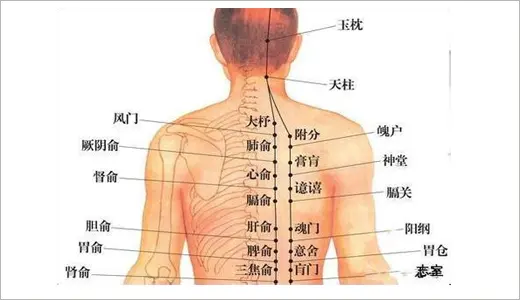 玉枕
天柱
风门 大杼 附分 魄户
厥阴俞 肺俞 膏肓 神堂
督俞 心俞 譩譆 膈关
膈俞
胆俞 肝俞 魂门 阳纲
胃俞 脾俞 意舍 胃仓
肾俞 三焦俞 肓门 志室